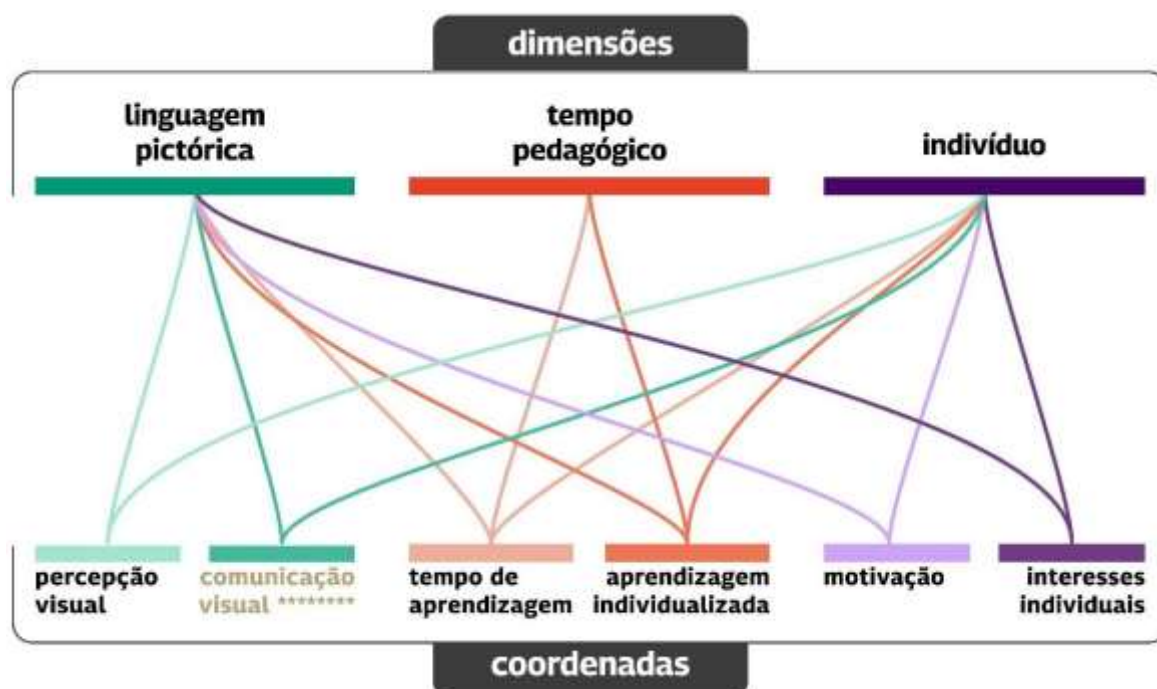 dimensões
linguagem
pictórica
tempo
pedagógico
indivíduo
percepção
visual
comunicação
visual ********
tempo de
aprendizagem
aprendizagem
individualizada
motivação
interesses
individuais
coordenadas